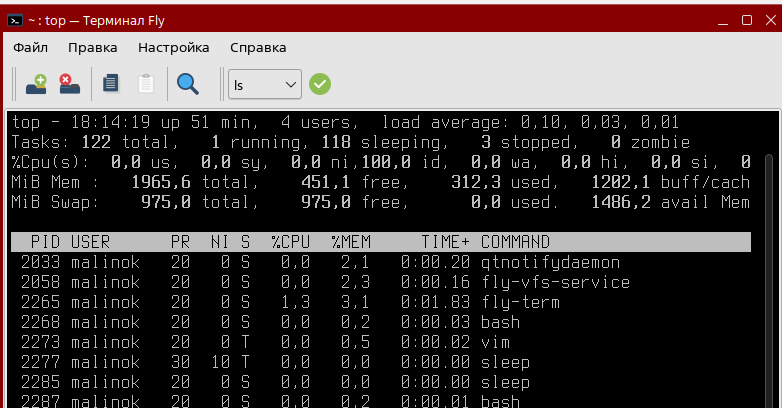 ~ : top — Терминал Fly
Файл Правка Настройка Справка
ls
top - 18:14:19 up 51 min,  4 users,  load average: 0,10, 0,03, 0,01
Tasks: 122 total,   1 running, 118 sleeping,   3 stopped,   0 zombie
%Cpu(s):  0,0 us,  0,0 sy,  0,0 ni,100,0 id,  0,0 wa,  0,0 hi,  0,0 si,  0
MiB Mem :   1965,6 total,    451,1 free,    312,3 used,   1202,1 buff/cach
MiB Swap:    975,0 total,    975,0 free,      0,0 used.   1486,2 avail Mem
PID USER      PR  NI S  %CPU  %MEM     TIME+ COMMAND
2033 malinok   20   0 S   0,0   2,1   0:00.20 qtnotifydaemon
2058 malinok   20   0 S   0,0   2,3   0:00.16 fly-vfs-service
2265 malinok   20   0 S   1,3   3,1   0:01.83 fly-term
2268 malinok   20   0 S   0,0   0,2   0:00.03 bash
2273 malinok   20   0 T   0,0   0,5   0:00.02 vim
2277 malinok   30  10 T   0,0   0,0   0:00.00 sleep
2285 malinok   20   0 S   0,0   0,0   0:00.00 sleep
2287 malinok   20   0 S   0,0   0,2   0:00.01 bash